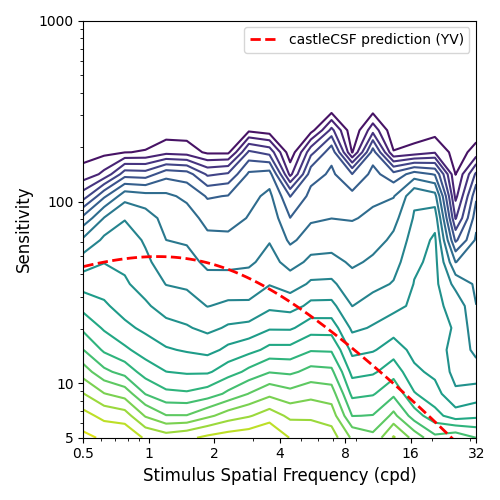 1000
castleCSF prediction (YV)
100
Sensitivity
10
5
0.5 1 2 4 8 16 32
Stimulus Spatial Frequency (cpd)